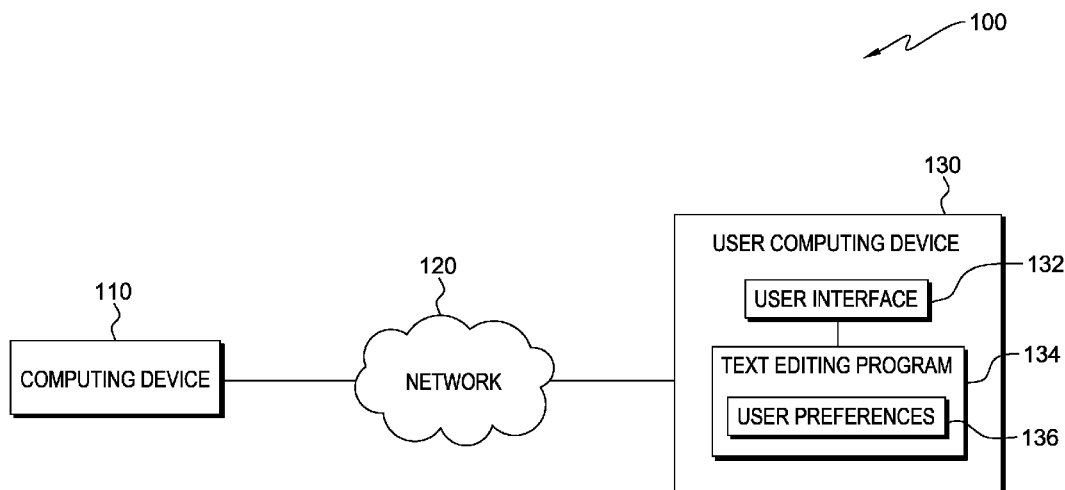 100
130
USER COMPUTING DEVICE
132
USER INTERFACE
120
110
TEXT EDITING PROGRAM
134
COMPUTING DEVICE
NETWORK
USER PREFERENCES
136